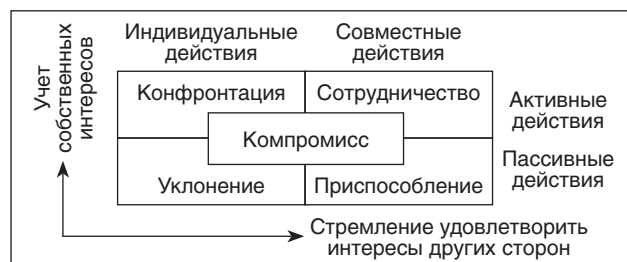 Индивидуальные
действия
Совместные
действия
Учет
собственных
интересов
Конфронтация
Сотрудничество
Активные
действия
Компромисс
Уклонение
Приспособление
Пассивные
действия
Стремление удовлетворить
интересы других сторон